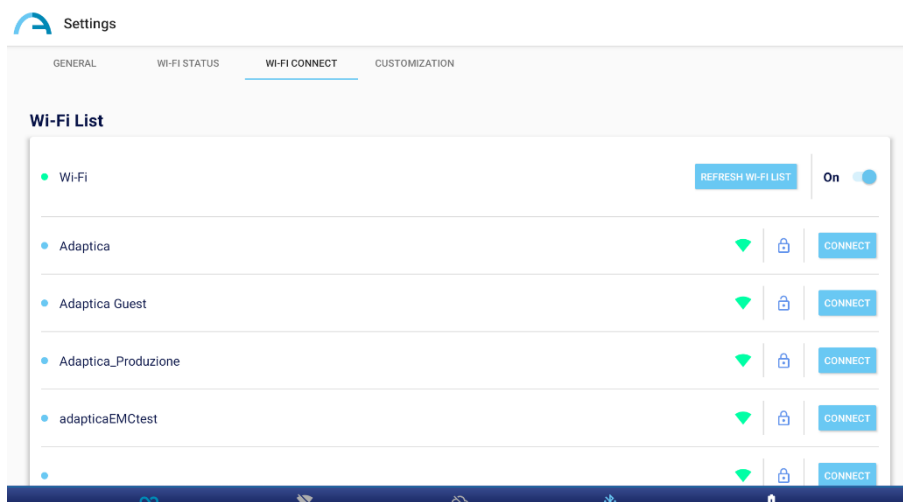 Settings
GENERAL WI-FI STATUS WI-FI CONNECT CUSTOMIZATION
Wi-Fi List
Wi-Fi REFRESH WI-FI LIST On
Adaptica CONNECT
Adaptica Guest CONNECT
Adaptica_Produzione CONNECT
adapticaEMCtest CONNECT
CONNECT